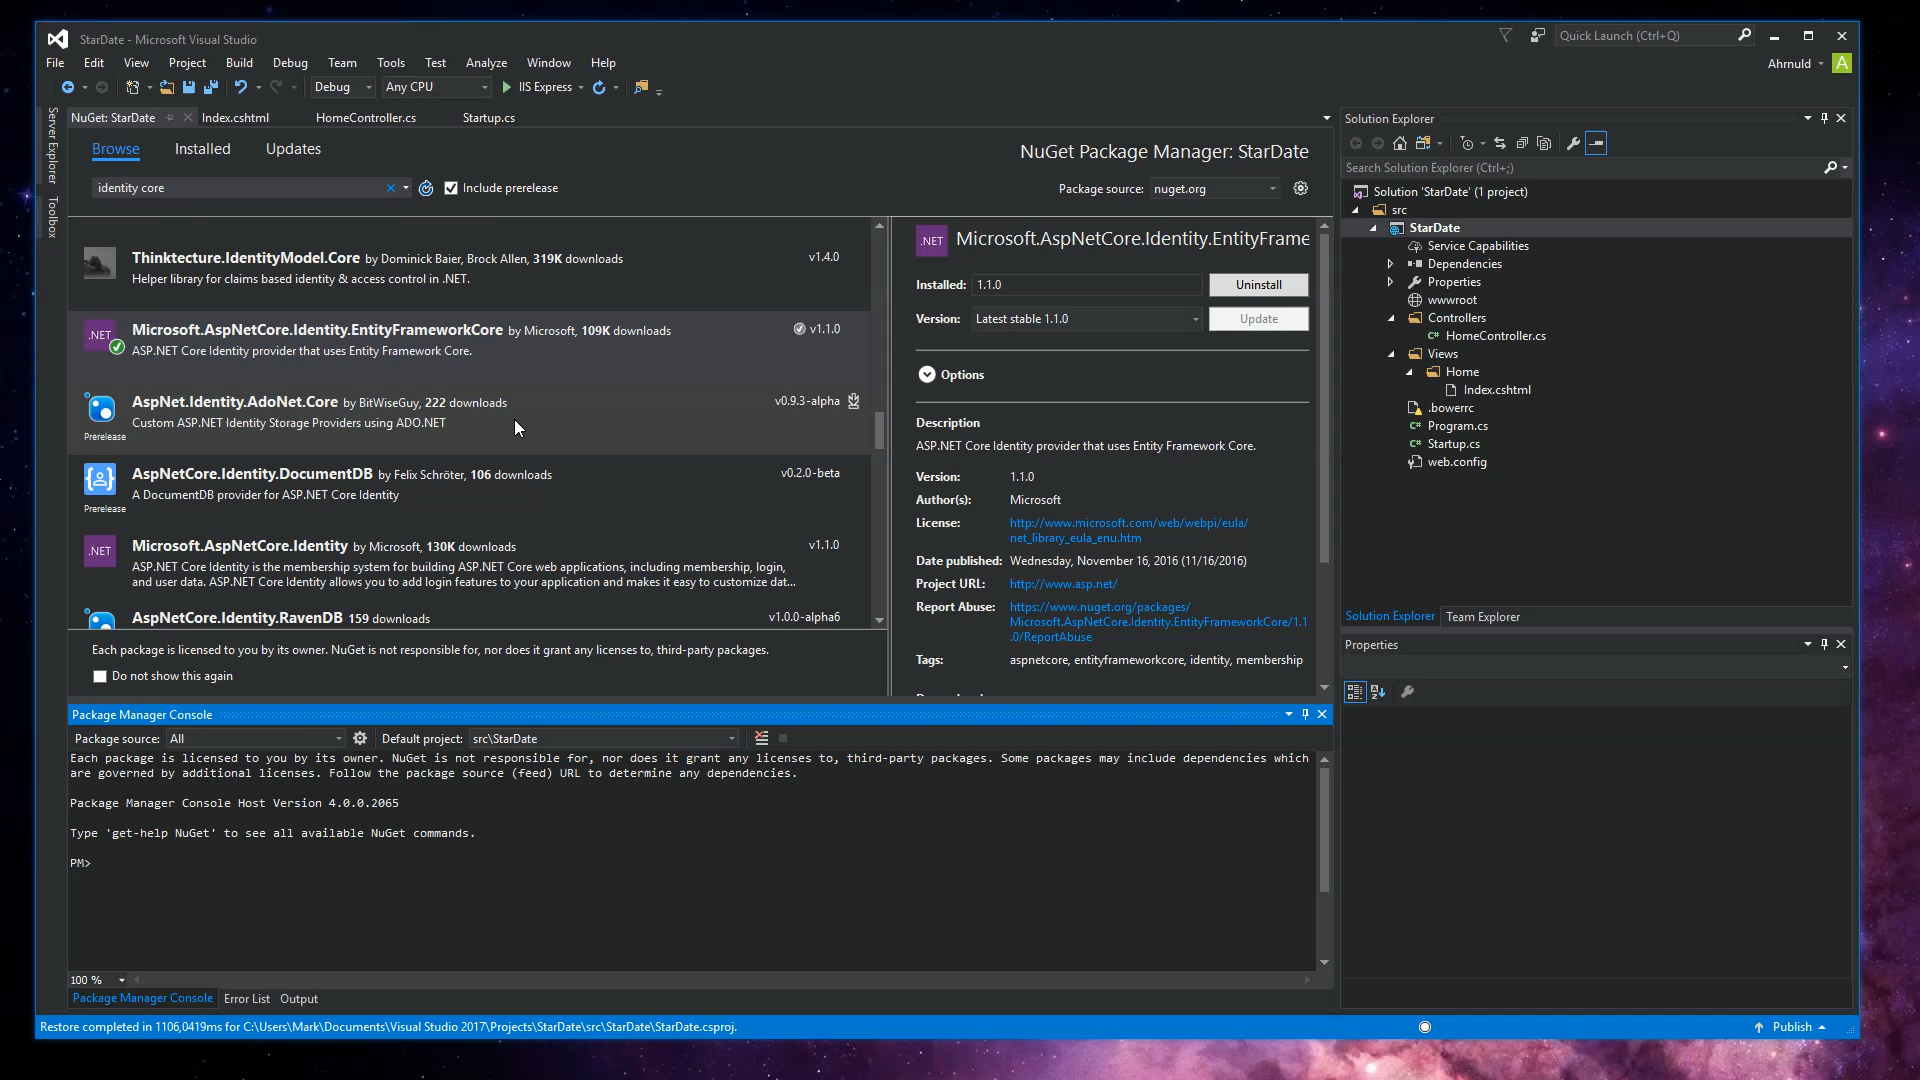 StarDate - Microsoft Visual Studio
Quick Launch (Ctrl+Q)
File Edit View Project Build Debug Team Tools Test Analyze Window Help
Ahrnuld A
Debug Any CPU IIS Express
Server Explorer
Toolbox
NuGet: StarDate Index.cshtml HomeController.cs Startup.cs
Browse Installed Updates
NuGet Package Manager: StarDate
identity core
Include prerelease
Package source: nuget.org
Thinktecture.IdentityModel.Core by Dominick Baier, Brock Allen, 319K downloads v1.4.0
Helper library for claims based identity & access control in .NET.
.NET
Microsoft.AspNetCore.Identity.EntityFrameworkCore by Microsoft, 109K downloads v1.1.0
ASP.NET Core Identity provider that uses Entity Framework Core.
AspNet.Identity.AdoNet.Core by BitWiseGuy, 222 downloads v0.9.3-alpha
Custom ASP.NET Identity Storage Providers using ADO.NET
Prerelease
AspNetCore.Identity.DocumentDB by Felix Schröter, 106 downloads v0.2.0-beta
A DocumentDB provider for ASP.NET Core Identity
Prerelease
.NET
Microsoft.AspNetCore.Identity by Microsoft, 130K downloads v1.1.0
ASP.NET Core Identity is the membership system for building ASP.NET Core web applications, including membership, login,
and user data. ASP.NET Core Identity allows you to add login features to your application and makes it easy to customize dat...
AspNetCore.Identity.RavenDB 159 downloads v1.0.0-alpha6
Each package is licensed to you by its owner. NuGet is not responsible for, nor does it grant any licenses to, third-party packages.
Do not show this again
.NET
Microsoft.AspNetCore.Identity.EntityFrame
Installed: 1.1.0 Uninstall
Version: Latest stable 1.1.0 Update
Options
Description
ASP.NET Core Identity provider that uses Entity Framework Core.
Version: 1.1.0
Author(s): Microsoft
License: http://www.microsoft.com/web/webpi/eula/
net_library_eula_enu.htm
Date published: Wednesday, November 16, 2016 (11/16/2016)
Project URL: http://www.asp.net/
Report Abuse: https://www.nuget.org/packages/
Microsoft.AspNetCore.Identity.EntityFrameworkCore/1.1
.0/ReportAbuse
Tags: aspnetcore, entityframeworkcore, identity, membership
Package Manager Console
Package source: All Default project: src\StarDate
Each package is licensed to you by its owner. NuGet is not responsible for, nor does it grant any licenses to, third-party packages. Some packages may include dependencies which
are governed by additional licenses. Follow the package source (feed) URL to determine any dependencies.
Package Manager Console Host Version 4.0.0.2065
Type 'get-help NuGet' to see all available NuGet commands.
PM>
100 %
Package Manager Console Error List Output
Solution Explorer
Search Solution Explorer (Ctrl+;)
Solution 'StarDate' (1 project)
src
StarDate
Service Capabilities
Dependencies
Properties
wwwroot
Controllers
C# HomeController.cs
Views
Home
Index.cshtml
.bowerrc
C# Program.cs
C# Startup.cs
web.config
Solution Explorer Team Explorer
Properties
Restore completed in 1106,0419ms for C:\Users\Mark\Documents\Visual Studio 2017\Projects\StarDate\src\StarDate\StarDate.csproj.
Publish